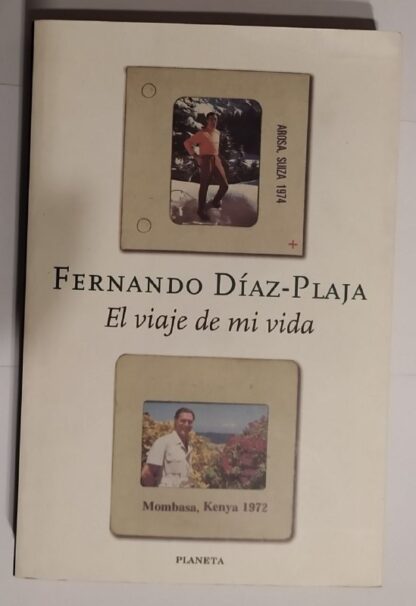 AROSA, SUIZA 1974
FERNANDO DÍAZ-PLAJA
El viaje de mi vida
Mombasa, Kenya 1972
PLANETA